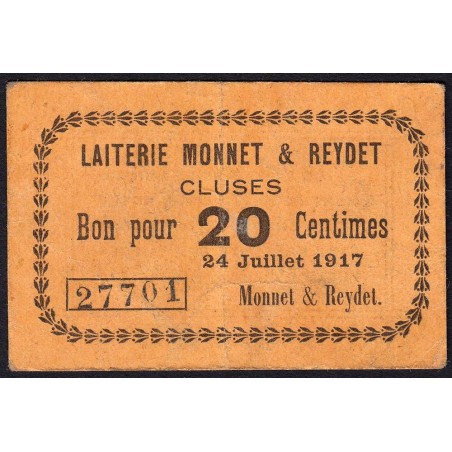 LAITERIE MONNET & REYDET
CLUSES
Bon pour 20 Centimes
24 Juillet 1917
27701 Monnet & Reydet.